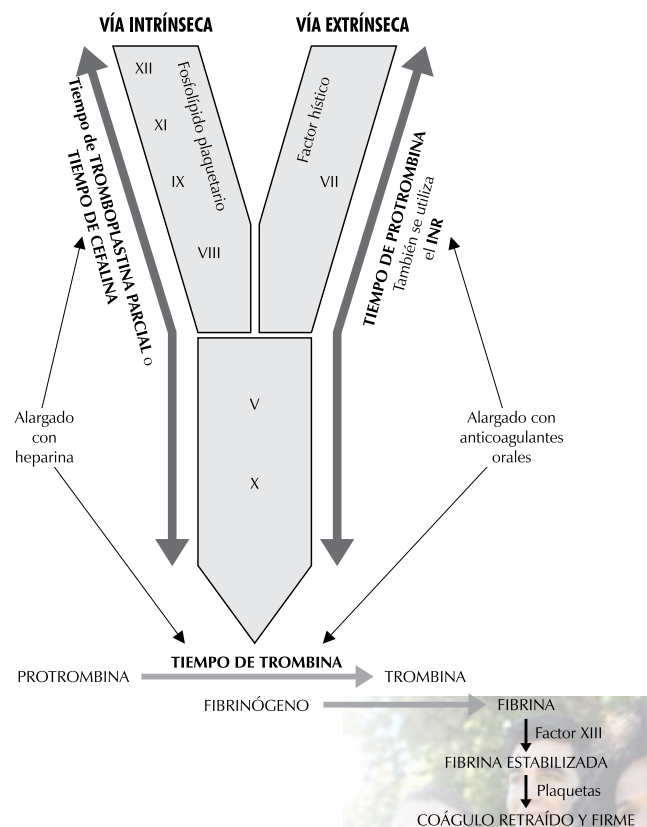 VÍA INTRÍNSECA
VÍA EXTRÍNSECA
XII
XI
IX
VIII
Fosfolípido plaquetario
Factor hístico
VII
Tiempo de TROMBOPLASTINA PARCIAL o
TIEMPO DE CEFALINA
TIEMPO DE PROTROMBINA
También se utiliza
el INR
V
X
Alargado
con
heparina
Alargado con
anticoagulantes
orales
TIEMPO DE TROMBINA
PROTROMBINA
TROMBINA
FIBRINÓGENO
FIBRINA
Factor XIII
FIBRINA ESTABILIZADA
Plaquetas
COÁGULO RETRAÍDO Y FIRME